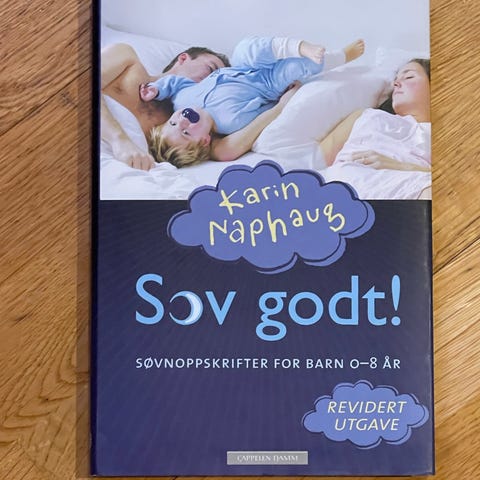 Karin
Naphaug
Sov godt!
SØVNOPPSKRIFTER FOR BARN 0–8 ÅR
REVIDERT
UTGAVE
CAPPELEN DAMM